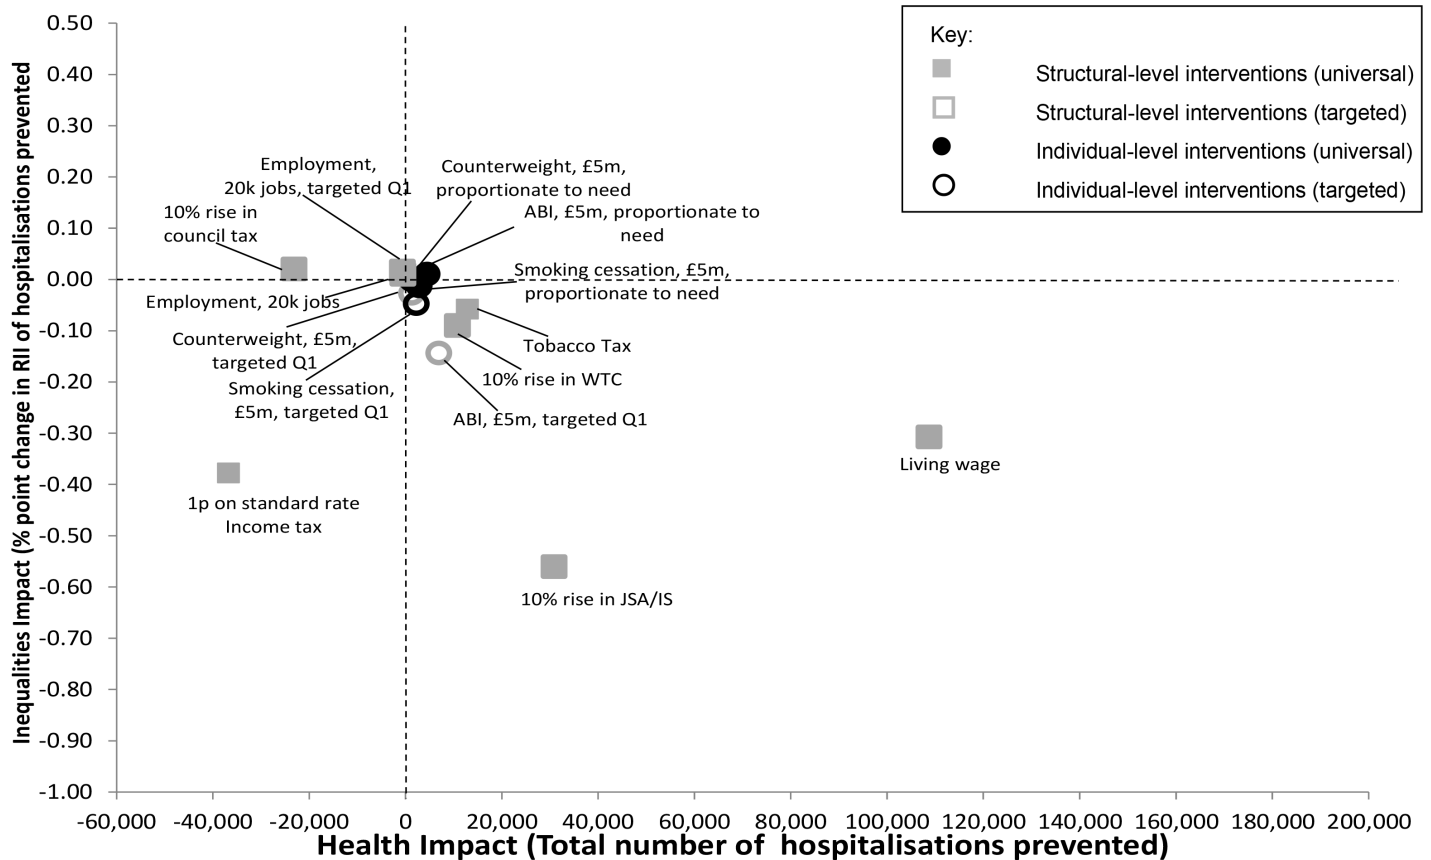 Key:
Structural-level interventions (universal)
Structural-level interventions (targeted)
Individual-level interventions (universal)
Individual-level interventions (targeted)
Inequalities Impact (% point change in RII of hospitalisations prevented
0.50
0.40
0.30
0.20
0.10
0.00
-0.10
-0.20
-0.30
-0.40
-0.50
-0.60
-0.70
-0.80
-0.90
-1.00
Employment,
20k jobs, targeted Q1
Counterweight, £5m,
proportionate to need
10% rise in
council tax
ABI, £5m, proportionate to
need
Smoking cessation, £5m,
proportionate to need
Employment, 20k jobs
Counterweight, £5m,
targeted Q1
Tobacco Tax
10% rise in WTC
Smoking cessation,
£5m, targeted Q1
ABI, £5m, targeted Q1
Living wage
1p on standard rate
Income tax
10% rise in JSA/IS
-60,000 -40,000 -20,000 0 20,000 40,000 60,000 80,000 100,000 120,000 140,000 160,000 180,000 200,000
Health Impact (Total number of hospitalisations prevented)